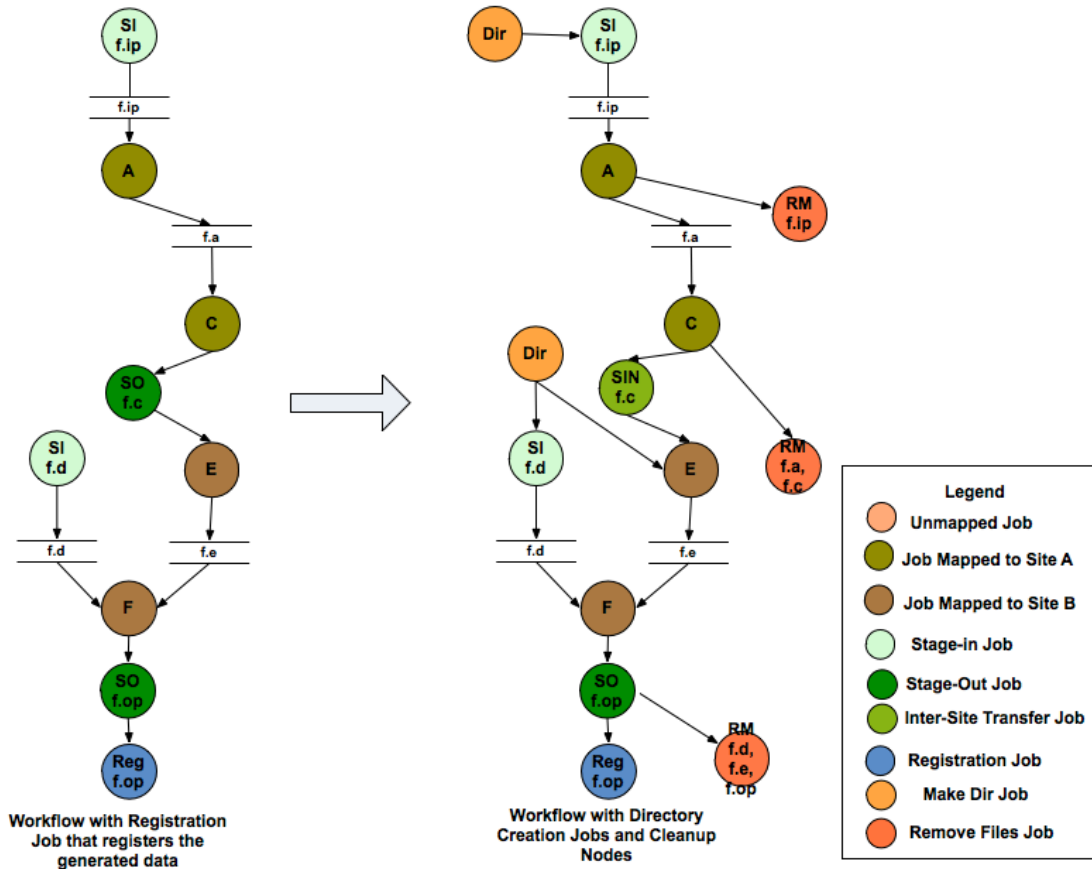 SI
f.ip
f.ip
A
f.a
C
SO
f.c
SI
f.d
E
f.d
f.e
F
SO
f.op
Reg
f.op
Workflow with Registration
Job that registers the
generated data
Dir
SI
f.ip
f.ip
A
RM
f.ip
f.a
C
Dir
SIN
f.c
SI
f.d
E
RM
f.a,
f.c
f.d
f.e
F
SO
f.op
RM
f.d,
f.e,
f.op
Reg
f.op
Workflow with Directory
Creation Jobs and Cleanup
Nodes
Legend
Unmapped Job
Job Mapped to Site A
Job Mapped to Site B
Stage-in Job
Stage-Out Job
Inter-Site Transfer Job
Registration Job
Make Dir Job
Remove Files Job